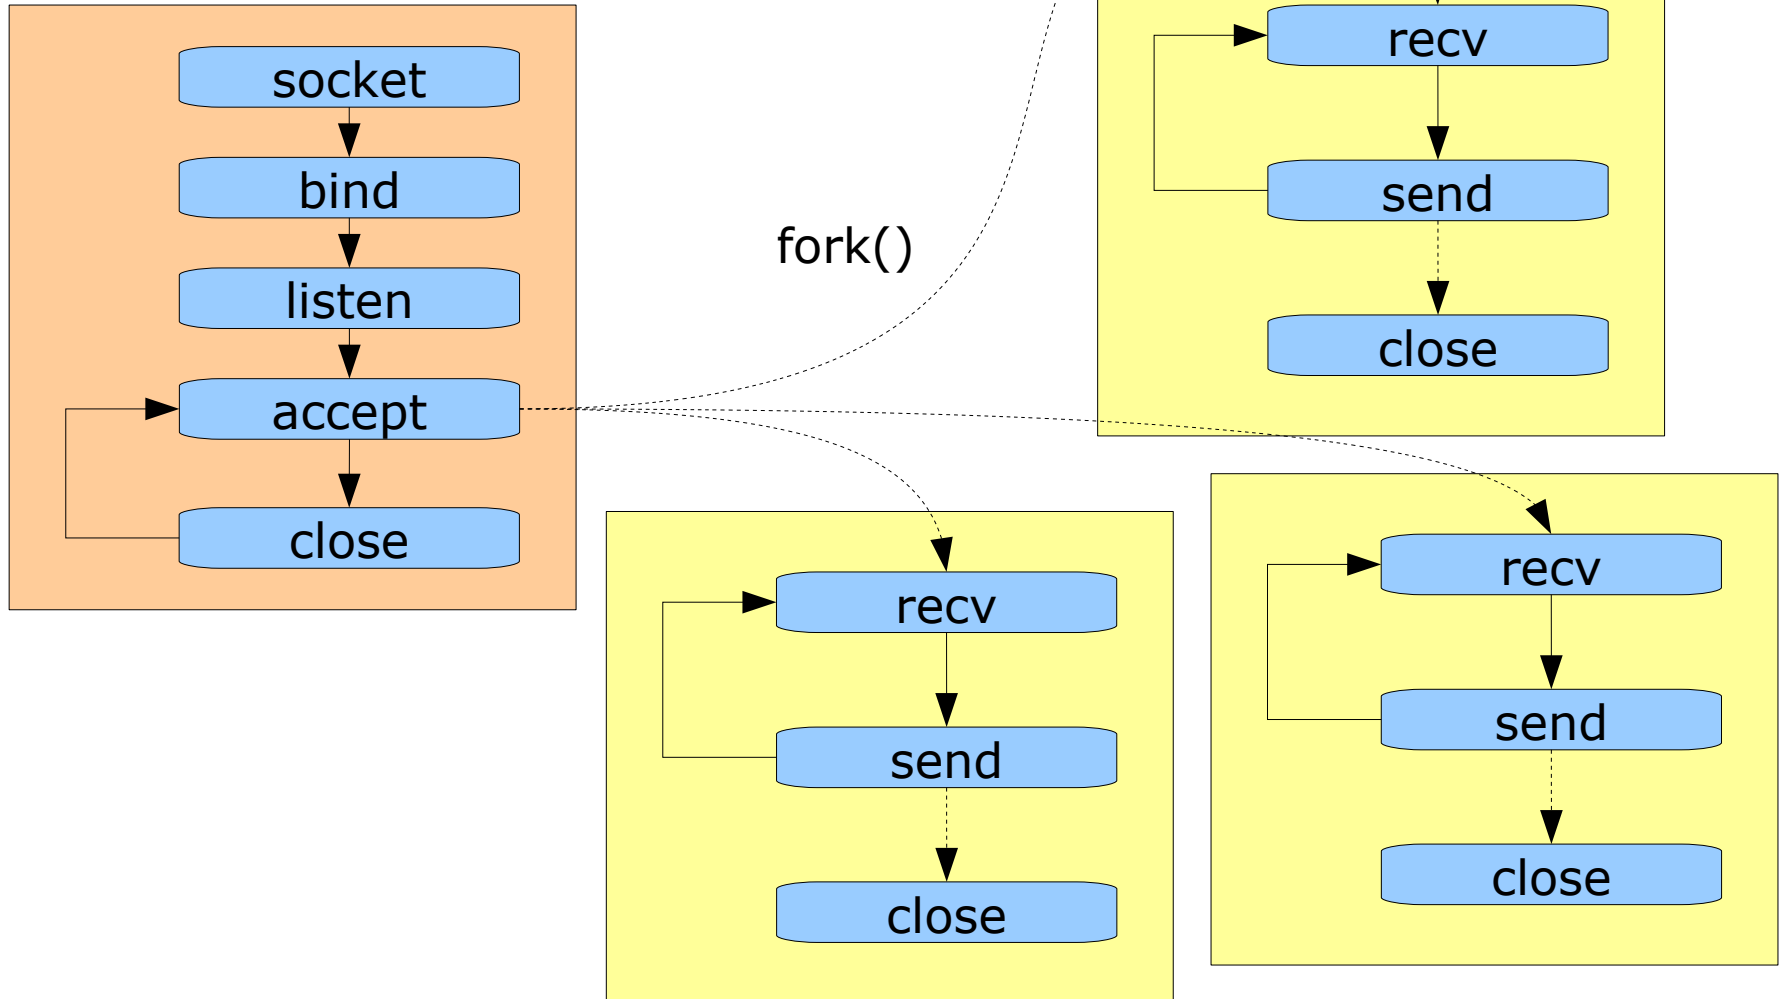 socket
bind
listen
accept
close
fork()
recv
send
close
recv
send
close
recv
send
close